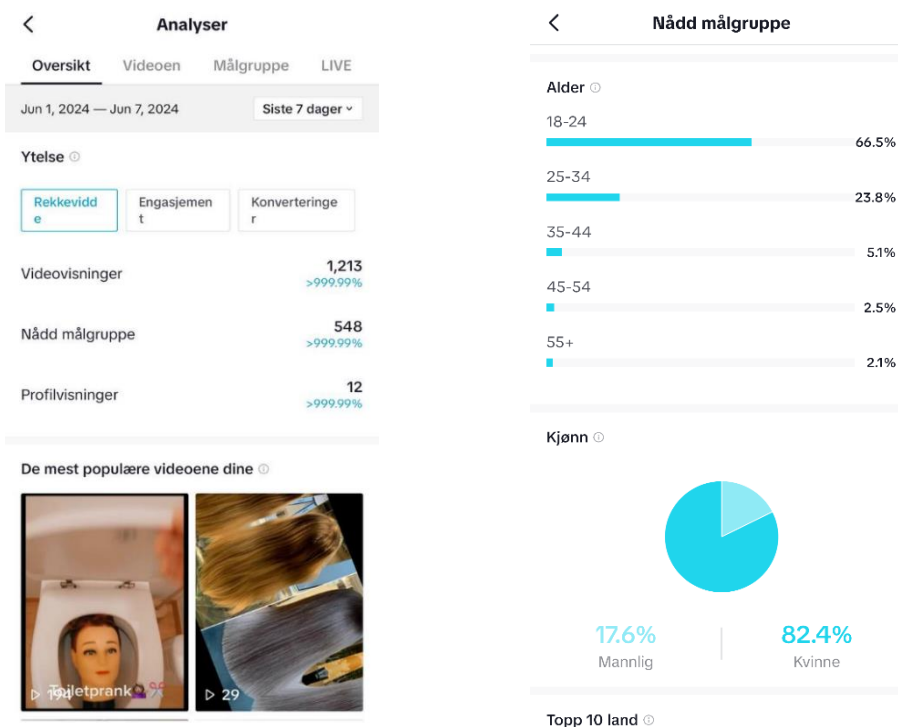 Analyser
Oversikt Videoen Målgruppe LIVE
Jun 1, 2024 — Jun 7, 2024 Siste 7 dager
Ytelse
Rekkevidd
e
Engasjemen
t
Konverteringe
r
Videovisninger 1,213
>999.99%
Nådd målgruppe 548
>999.99%
Profilvisninger 12
>999.99%
De mest populære videoene dine
Toiletprank
194
29
Nådd målgruppe
Alder
18-24
66.5%
25-34
23.8%
35-44
5.1%
45-54
2.5%
55+
2.1%
Kjønn
17.6% 82.4%
Mannlig Kvinne
Topp 10 land